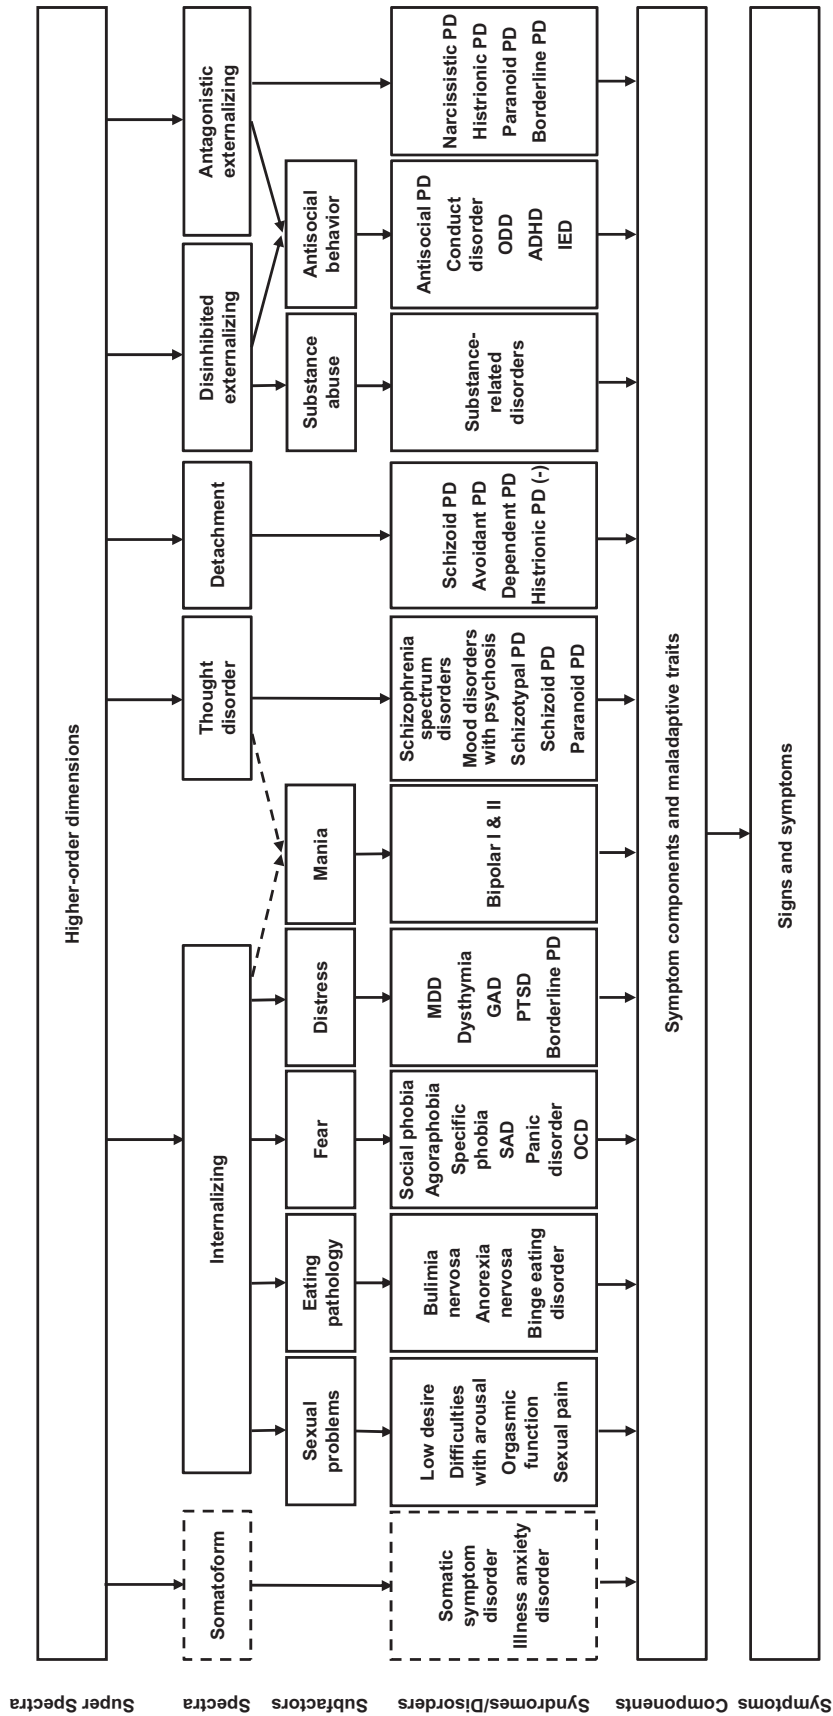 Super Spectra
Higher-order dimensions
Spectra
Somatoform
Internalizing
Thought
disorder
Detachment
Disinhibited
externalizing
Antagonistic
externalizing
Subfactors
Sexual
problems
Eating
pathology
Fear
Distress
Mania
Substance
abuse
Antisocial
behavior
Syndromes/Disorders
Somatic
symptom
disorder
Illness anxiety
disorder
Low desire
Difficulties
with arousal
Orgasmic
function
Sexual pain
Bulimia
nervosa
Anorexia
nervosa
Binge eating
disorder
Social phobia
Agoraphobia
Specific
phobia
SAD
Panic
disorder
OCD
MDD
Dysthymia
GAD
PTSD
Borderline PD
Bipolar I & II
Schizophrenia
spectrum
disorders
Mood disorders
with psychosis
Schizotypal PD
Schizoid PD
Paranoid PD
Schizoid PD
Avoidant PD
Dependent PD
Histrionic PD (-)
Substance-
related
disorders
Antisocial PD
Conduct
disorder
ODD
ADHD
IED
Narcissistic PD
Histrionic PD
Paranoid PD
Borderline PD
Components
Symptom components and maladaptive traits
Symptoms
Signs and symptoms